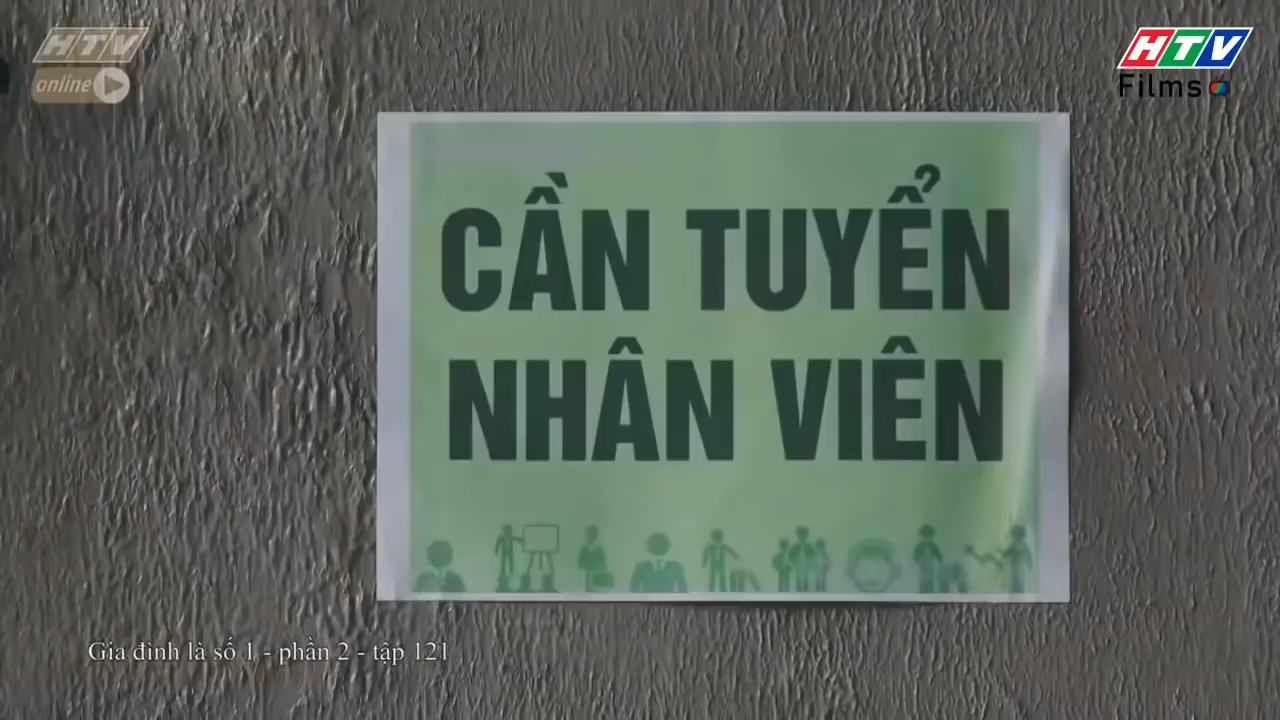 HTV
online
HTV
Films
CẦN TUYỂN
NHÂN VIÊN
Gia đình là số 1 - phần 2 - tập 121